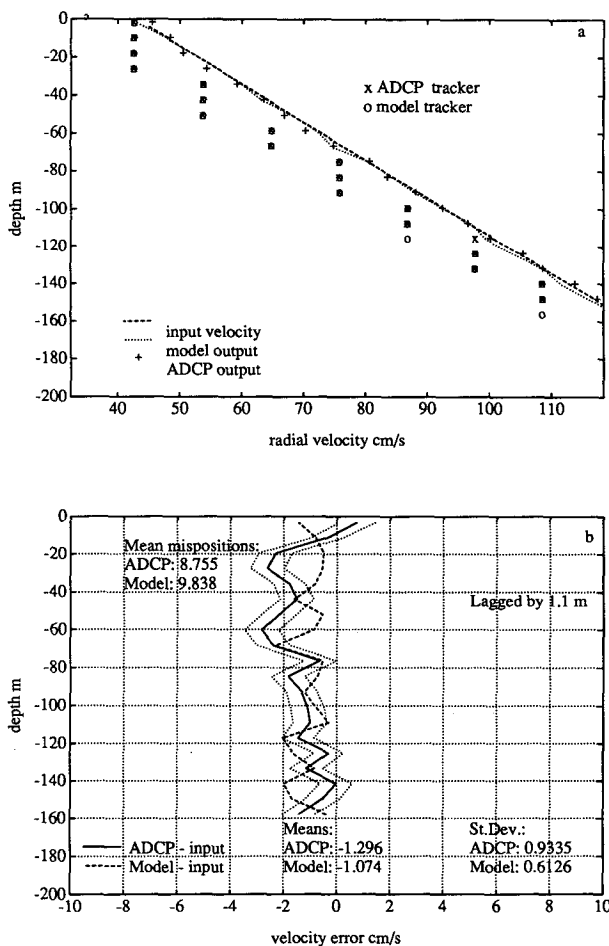 a
0
-20
-40
-60
-80
-100
-120
-140
-160
-180
-200
depth m
x ADCP tracker
o model tracker
input velocity
model output
+ ADCP output
40 50 60 70 80 90 100 110
radial velocity cm/s
b
0
-20
-40
-60
-80
-100
-120
-140
-160
-180
-200
depth m
Mean mispositions:
ADCP: 8.755
Model: 9.838
Lagged by 1.1 m
ADCP - input
Model - input
Means:
ADCP: -1.296
Model: -1.074
St.Dev.:
ADCP: 0.9335
Model: 0.6126
-10 -8 -6 -4 -2 0 2 4 6 8 10
velocity error cm/s